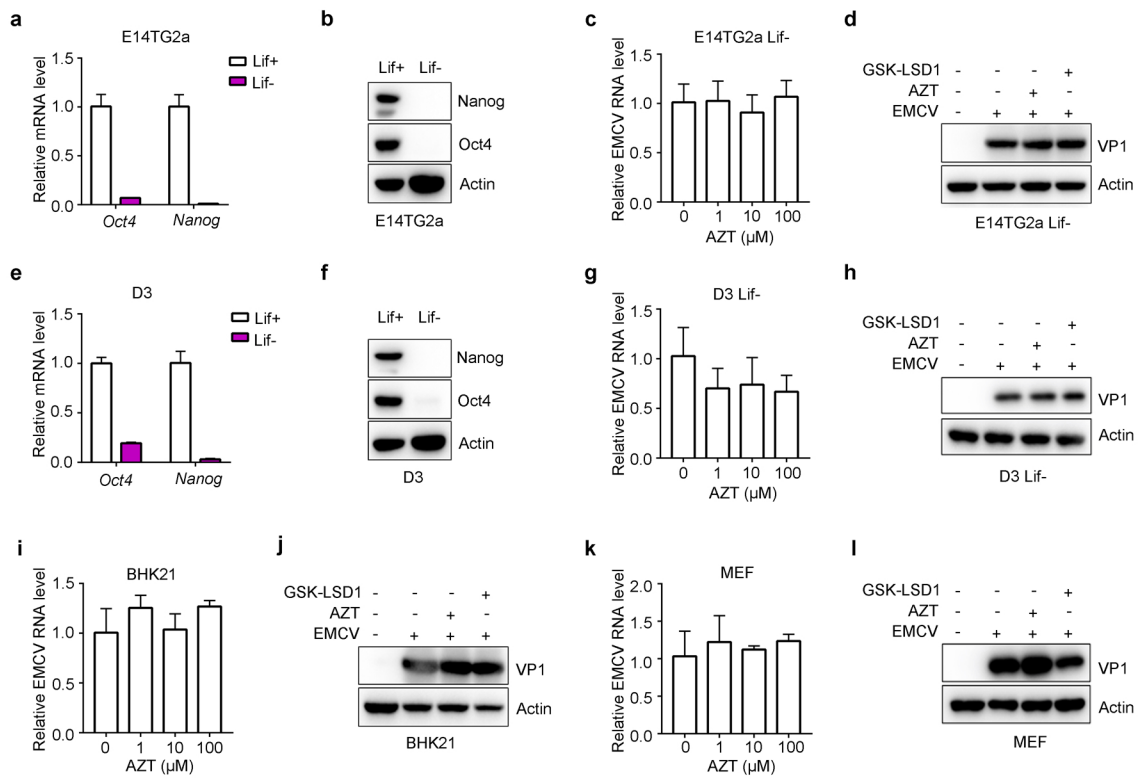 a
E14TG2a
Relative mRNA level
1.5
1.0
0.5
0.0
Lif+
Lif-
Oct4 Nanog
b
Lif+ Lif-
Nanog
Oct4
Actin
E14TG2a
c
E14TG2a Lif-
Relative EMCV RNA level
1.5
1.0
0.5
0.0
0 1 10 100
AZT (µM)
d
GSK-LSD1 - - - +
AZT - - + -
EMCV - + + +
VP1
Actin
E14TG2a Lif-
e
D3
Relative mRNA level
1.5
1.0
0.5
0.0
Lif+
Lif-
Oct4 Nanog
f
Lif+ Lif-
Nanog
Oct4
Actin
D3
g
D3 Lif-
Relative EMCV RNA level
1.5
1.0
0.5
0.0
0 1 10 100
AZT (µM)
h
GSK-LSD1 - - - +
AZT - - + -
EMCV - + + +
VP1
Actin
D3 Lif-
i
BHK21
Relative EMCV RNA level
1.5
1.0
0.5
0.0
0 1 10 100
AZT (µM)
j
GSK-LSD1 - - - +
AZT - - + -
EMCV - + + +
VP1
Actin
BHK21
k
MEF
Relative EMCV RNA level
2.0
1.5
1.0
0.5
0.0
0 1 10 100
AZT (µM)
l
GSK-LSD1 - - - +
AZT - - + -
EMCV - + + +
VP1
Actin
MEF